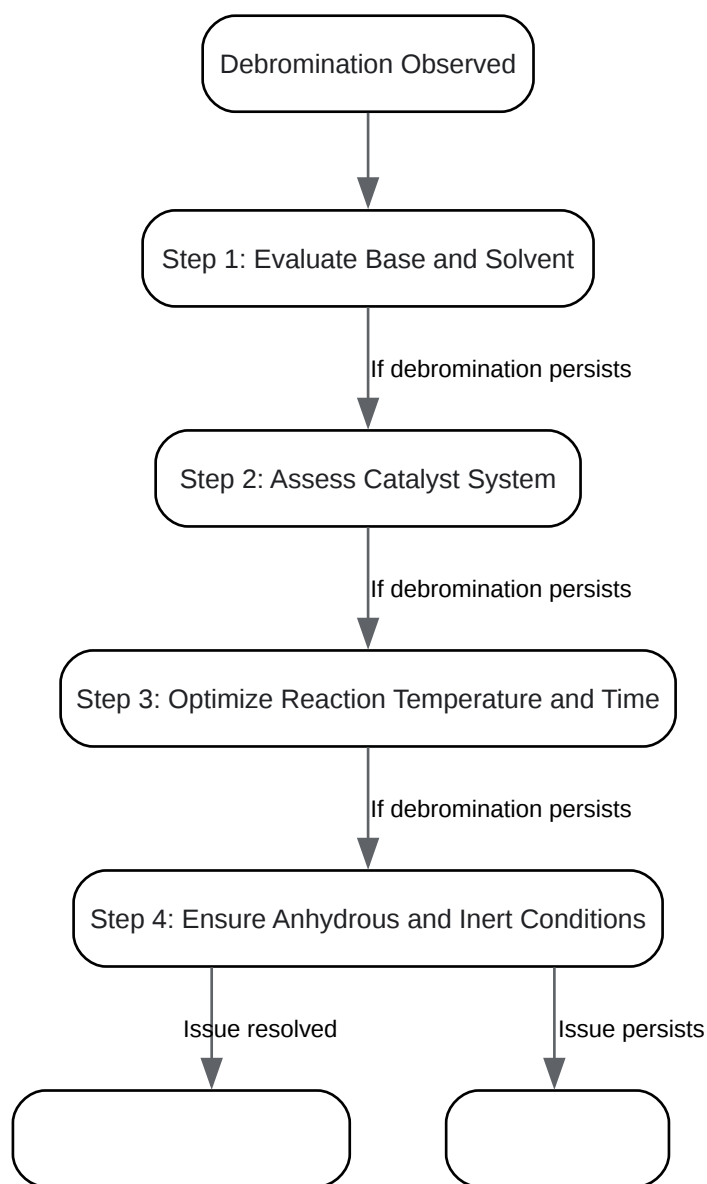 Debromination Observed
Step 1: Evaluate Base and Solvent
If debromination persists
Step 2: Assess Catalyst System
If debromination persists
Step 3: Optimize Reaction Temperature and Time
If debromination persists
Step 4: Ensure Anhydrous and Inert Conditions
Issue resolved
Issue persists